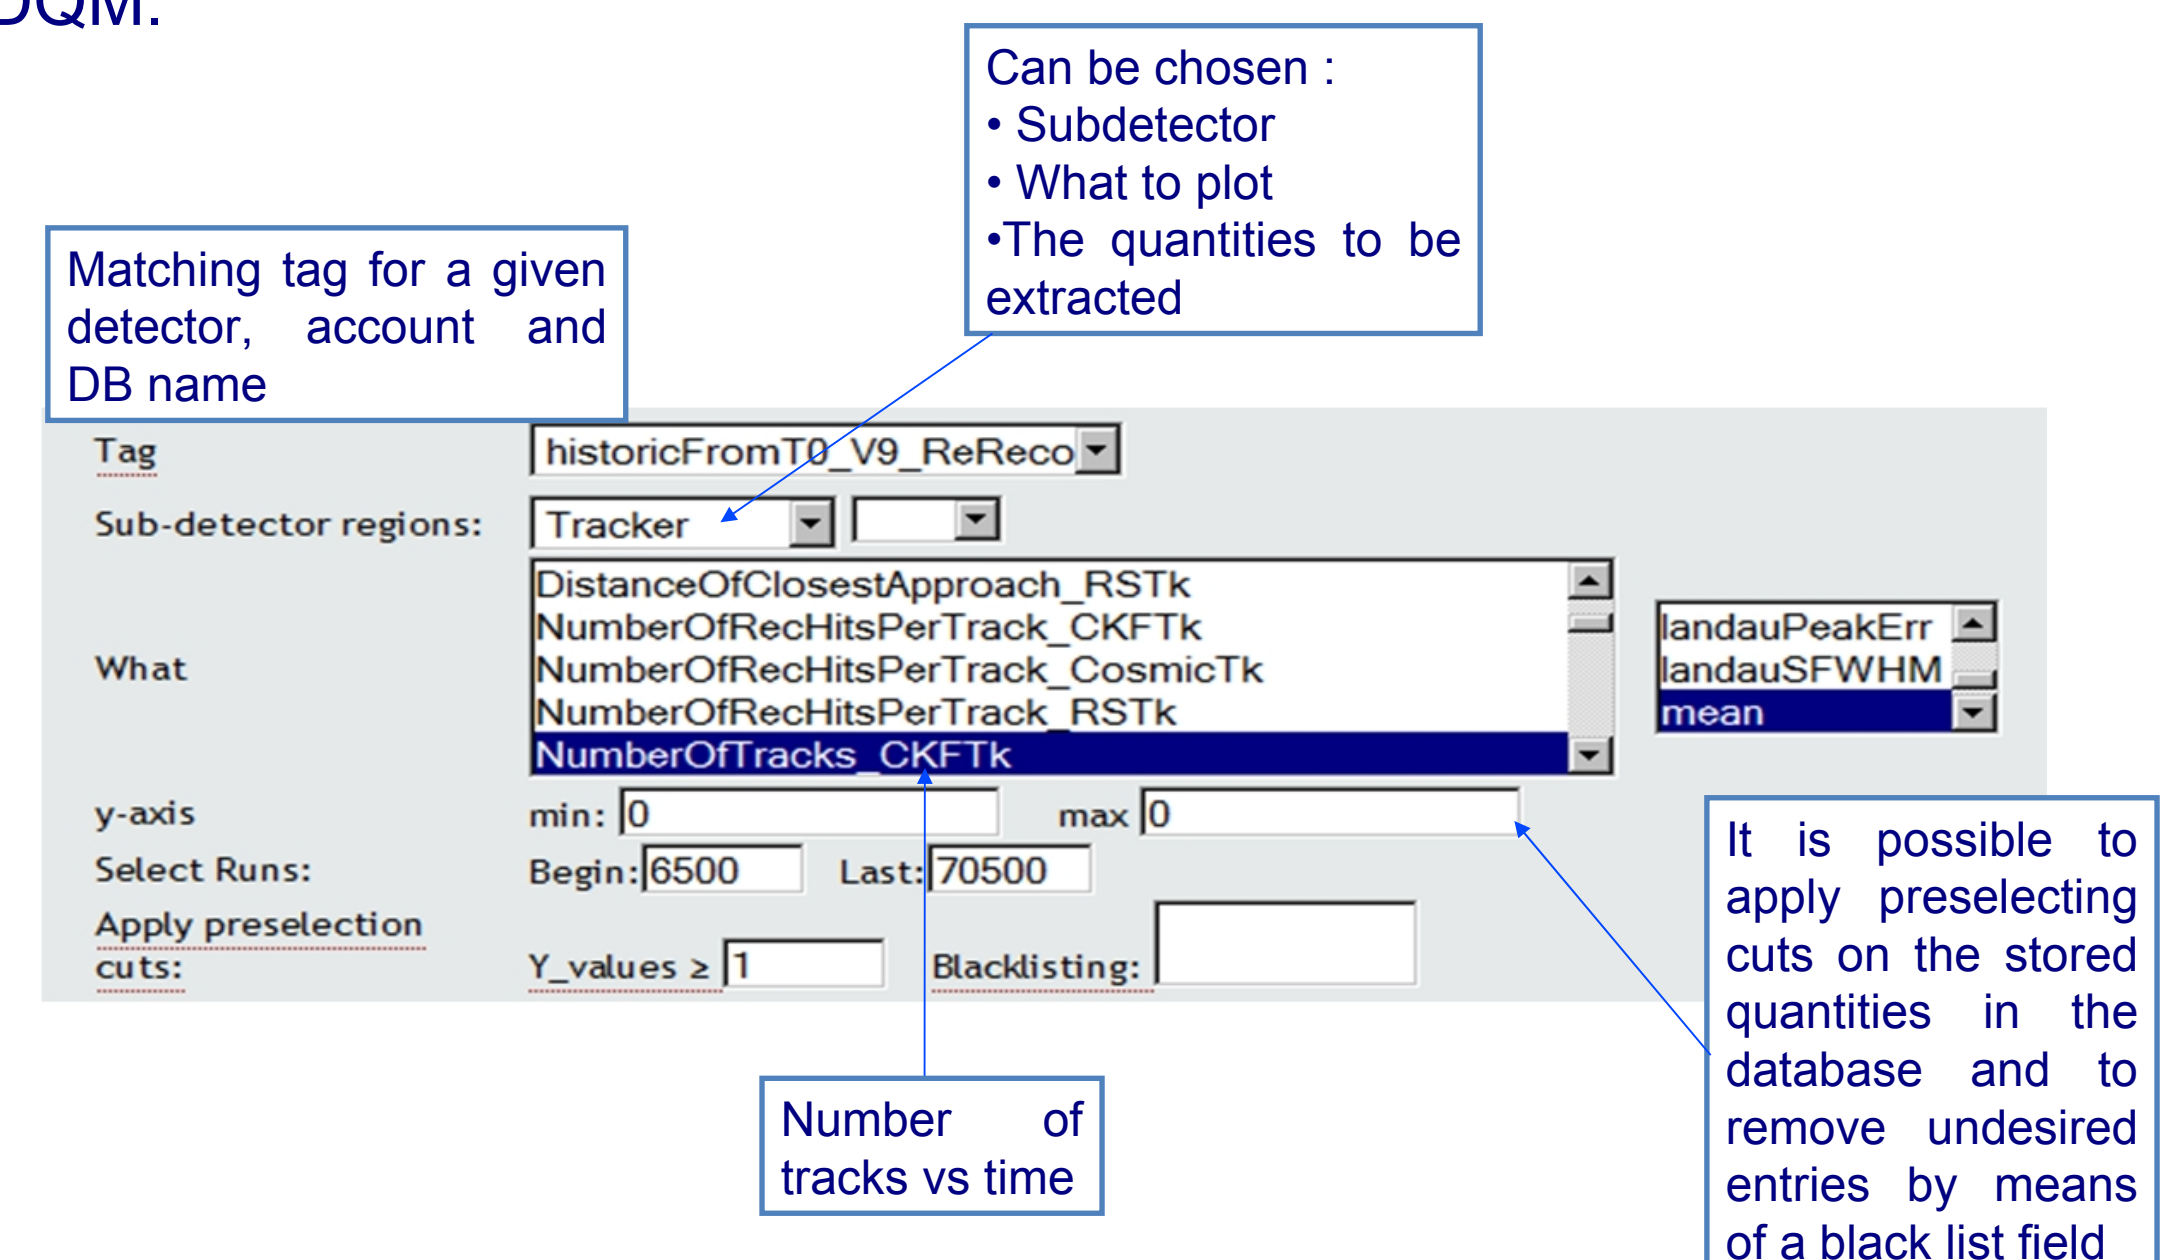 DQM.
Can be chosen :
• Subdetector
• What to plot
•The quantities to be
extracted
Matching tag for a given
detector, account and
DB name
Tag historicFromT0_V9_ReReco
Sub-detector regions: Tracker
DistanceOfClosestApproach_RSTk
NumberOfRecHitsPerTrack_CKFTk
NumberOfRecHitsPerTrack_CosmicTk
NumberOfRecHitsPerTrack_RSTk
NumberOfTracks_CKFTk
What
landauPeakErr
landauSFWHM
mean
y-axis min: 0 max 0
Select Runs: Begin: 6500 Last: 70500
Apply preselection
cuts: Y_values ≥ 1 Blacklisting:
Number of
tracks vs time
It is possible to
apply preselecting
cuts on the stored
quantities in the
database and to
remove undesired
entries by means
of a black list field